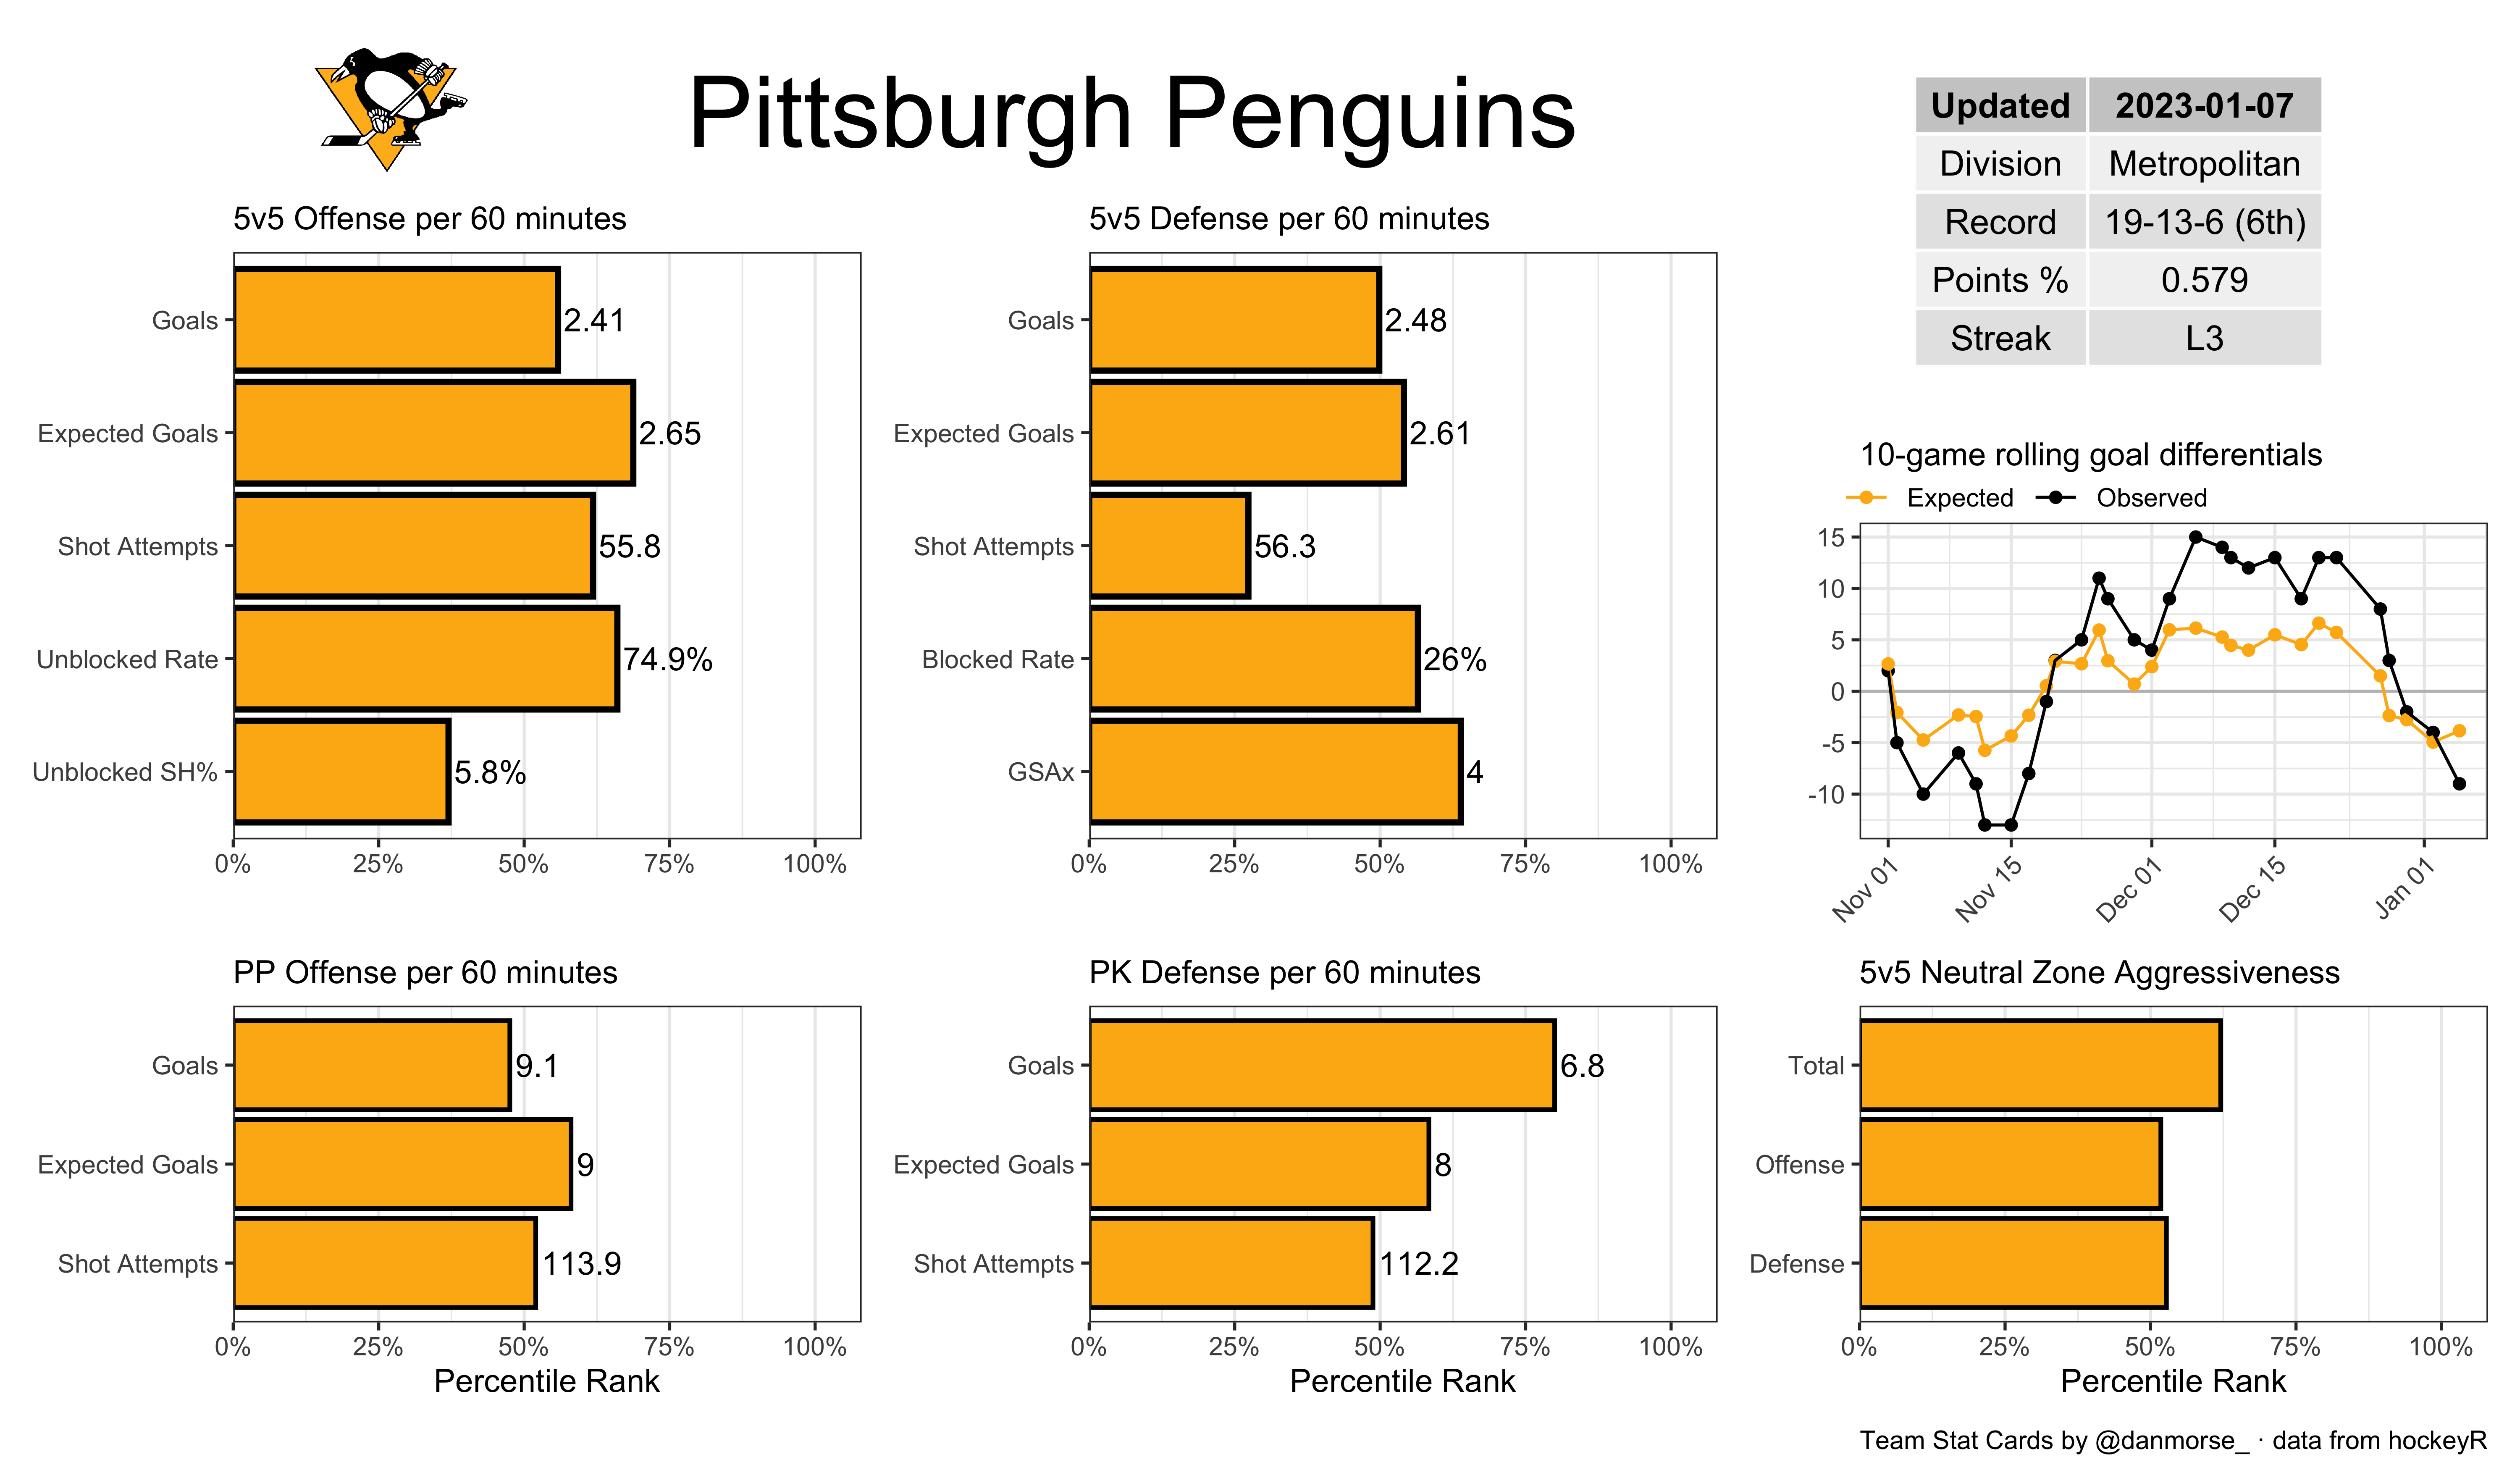 Pittsburgh Penguins
Updated 2023-01-07
Division Metropolitan
Record 19-13-6 (6th)
Points % 0.579
Streak L3
5v5 Offense per 60 minutes
Goals 2.41
Expected Goals 2.65
Shot Attempts 55.8
Unblocked Rate 74.9%
Unblocked SH% 5.8%
0% 25% 50% 75% 100%
5v5 Defense per 60 minutes
Goals 2.48
Expected Goals 2.61
Shot Attempts 56.3
Blocked Rate 26%
GSAx 4
0% 25% 50% 75% 100%
10-game rolling goal differentials
Expected Observed
15
10
5
0
-5
-10
Nov 01 Nov 15 Dec 01 Dec 15 Jan 01
PP Offense per 60 minutes
Goals 9.1
Expected Goals 9
Shot Attempts 113.9
0% 25% 50% 75% 100%
Percentile Rank
PK Defense per 60 minutes
Goals 6.8
Expected Goals 8
Shot Attempts 112.2
0% 25% 50% 75% 100%
Percentile Rank
5v5 Neutral Zone Aggressiveness
Total
Offense
Defense
0% 25% 50% 75% 100%
Percentile Rank
Team Stat Cards by @danmorse_ · data from hockeyR